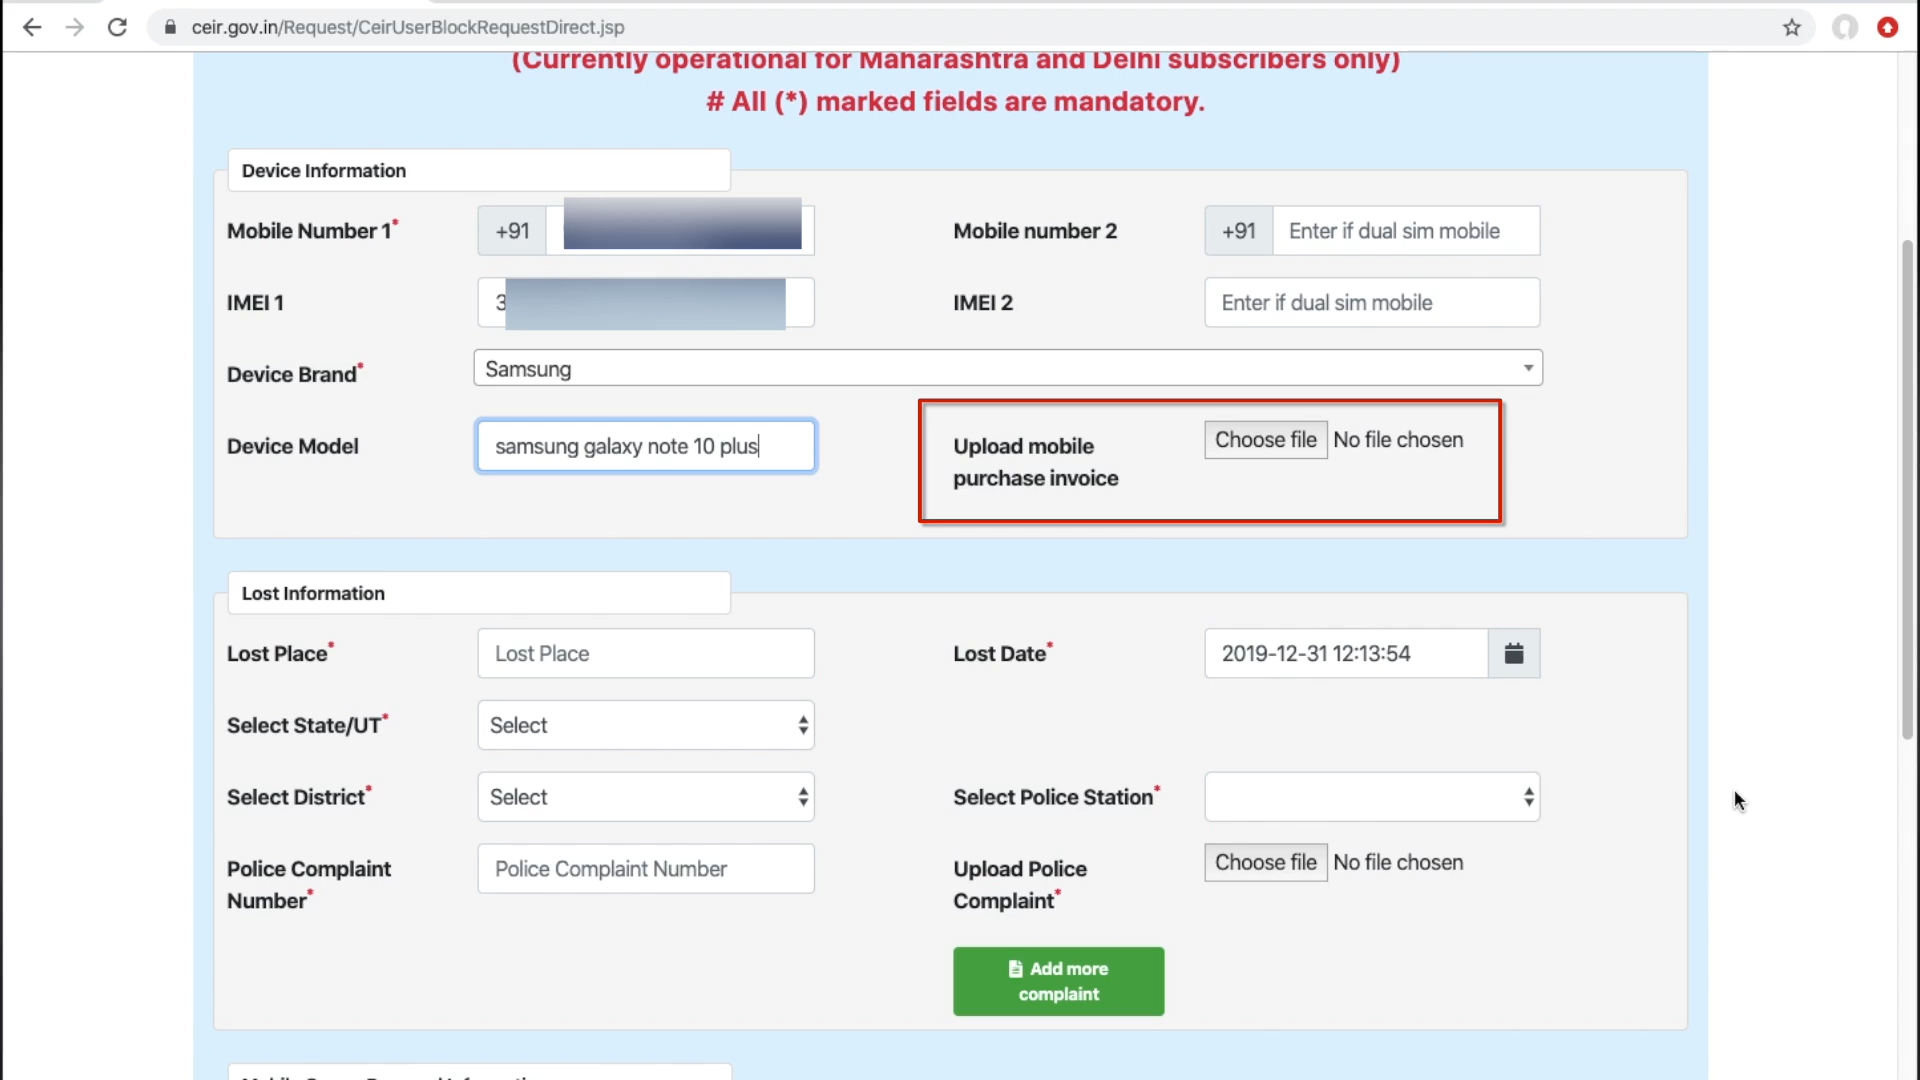 ceir.gov.in/Request/CeirUserBlockRequestDirect.jsp
(Currently operational for Maharashtra and Delhi subscribers only)
# All (*) marked fields are mandatory.
Device Information
Mobile Number 1* +91
Mobile number 2 +91 Enter if dual sim mobile
IMEI 1 3
IMEI 2 Enter if dual sim mobile
Device Brand* Samsung
Device Model samsung galaxy note 10 plus
Upload mobile Choose file No file chosen
purchase invoice
Lost Information
Lost Place* Lost Place
Lost Date* 2019-12-31 12:13:54
Select State/UT* Select
Select District* Select
Select Police Station*
Police Complaint Police Complaint Number
Number*
Upload Police Choose file No file chosen
Complaint*
Add more
complaint